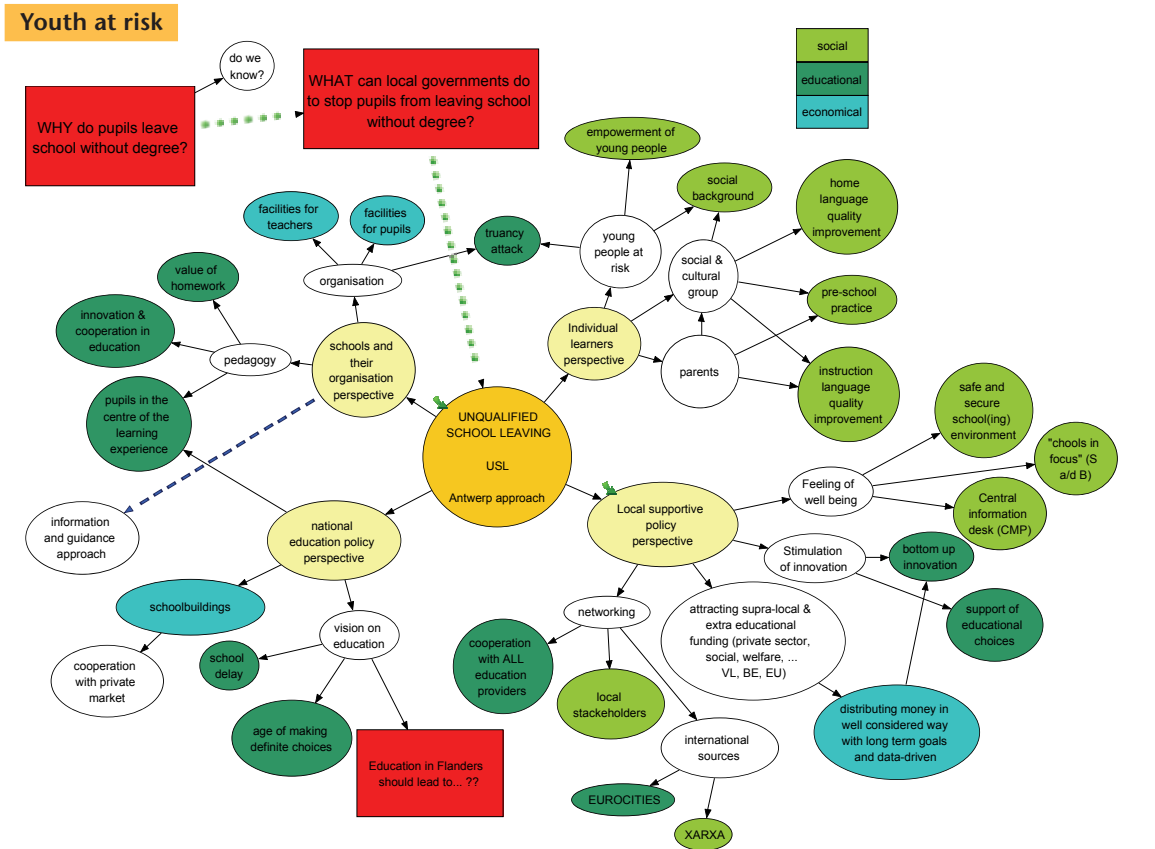 Youth at risk
do we
know?
WHY do pupils leave
school without degree?
WHAT can local governments do
to stop pupils from leaving school
without degree?
social
educational
economical
empowerment of
young people
social
background
home
language
quality
improvement
facilities for
teachers
facilities
for pupils
truancy
attack
young
people at
risk
social &
cultural
group
organisation
value of
homework
pre-school
practice
innovation &
cooperation in
education
pedagogy
schools and
their
organisation
perspective
Individual
learners
perspective
parents
instruction
language
quality
improvement
pupils in the
centre of the
learning
experience
UNQUALIFIED
SCHOOL LEAVING
USL
Antwerp approach
safe and
secure
school(ing)
environment
"chools in
focus" (S
a/d B)
Feeling of
well being
Central
information
desk (CMP)
information
and guidance
approach
national
education policy
perspective
Local supportive
policy
perspective
Stimulation
of innovation
bottom up
innovation
schoolbuildings
vision on
education
networking
attracting supra-local &
extra educational
funding (private sector,
social, welfare, ...
VL, BE, EU)
support of
educational
choices
cooperation
with private
market
school
delay
cooperation
with ALL
education
providers
local
stackeholders
age of making
definite choices
distributing money in
well considered way
with long term goals
and data-driven
Education in Flanders
should lead to... ??
international
sources
EUROCITIES
XARXA